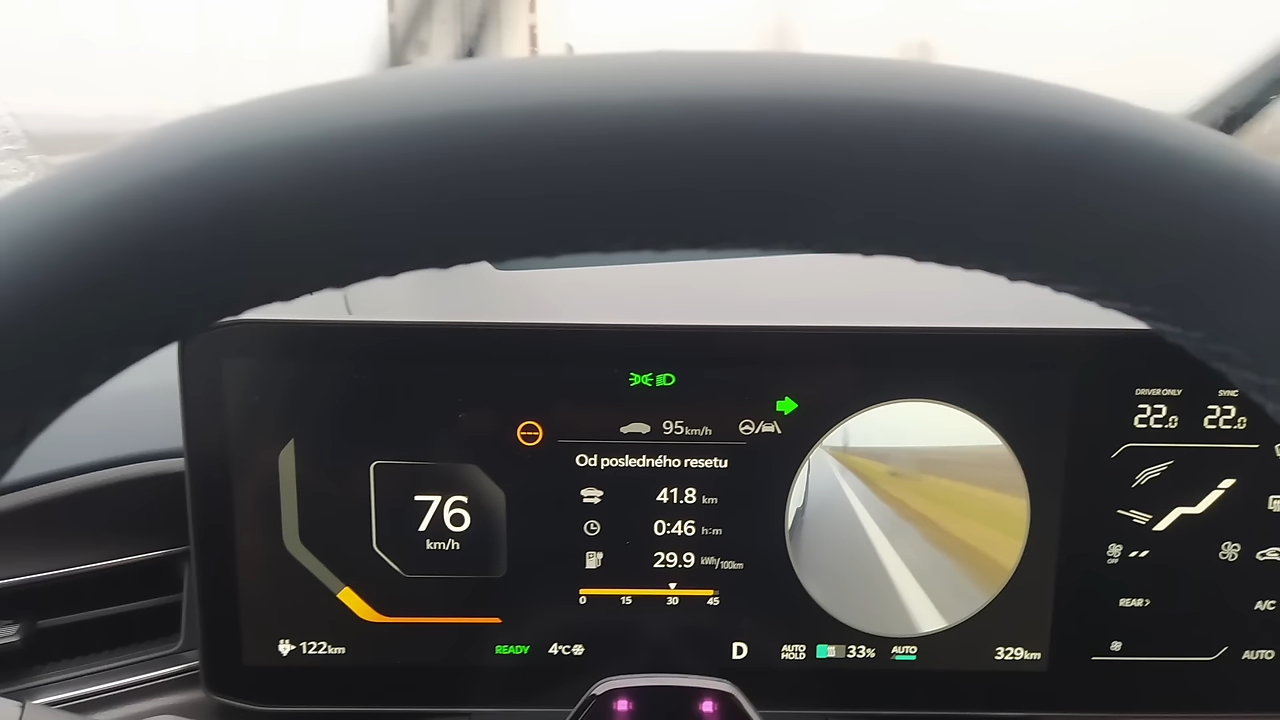 95km/h
Od posledného resetu
41.8 km
0:46 h:m
29.9 kWh/100km
0 15 30 45
76
km/h
122km
READY
4°C
D
AUTO HOLD
33%
AUTO
329km
DRIVER ONLY
SYNC
22.0
22.0
OFF
REAR
A/C
AUTO